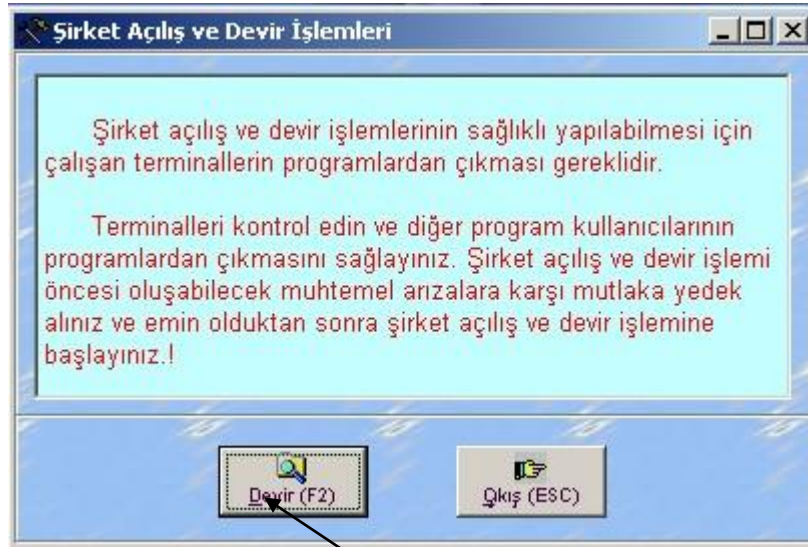 Şirket Açılış ve Devir İşlemleri
Şirket açılış ve devir işlemlerinin sağlıklı yapılabilmesi için
çalışan terminallerin programlardan çıkması gereklidir.
Terminalleri kontrol edin ve diğer program kullanıcılarının
programlardan çıkmasını sağlayınız. Şirket açılış ve devir işlemi
öncesi oluşabilecek muhtemel arızalara karşı mutlaka yedek
alınız ve emin olduktan sonra şirket açılış ve devir işlemine
başlayınız.!
Devir (F2)
Çıkış (ESC)